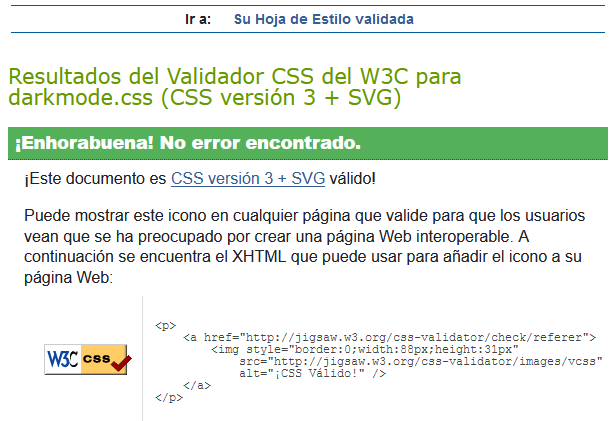 Ir a: Su Hoja de Estilo validada
Resultados del Validador CSS del W3C para
darkmode.css (CSS versión 3 + SVG)
¡Enhorabuena! No error encontrado.
¡Este documento es CSS versión 3 + SVG válido!
Puede mostrar este icono en cualquier página que valide para que los usuarios
vean que se ha preocupado por crear una página Web interoperable. A
continuación se encuentra el XHTML que puede usar para añadir el icono a su
página Web:
W3C css
<p>
    <a href="http://jigsaw.w3.org/css-validator/check/referer">
        <img style="border:0;width:88px;height:31px"
            src="http://jigsaw.w3.org/css-validator/images/vcss"
            alt="¡CSS Válido!" />
    </a>
</p>